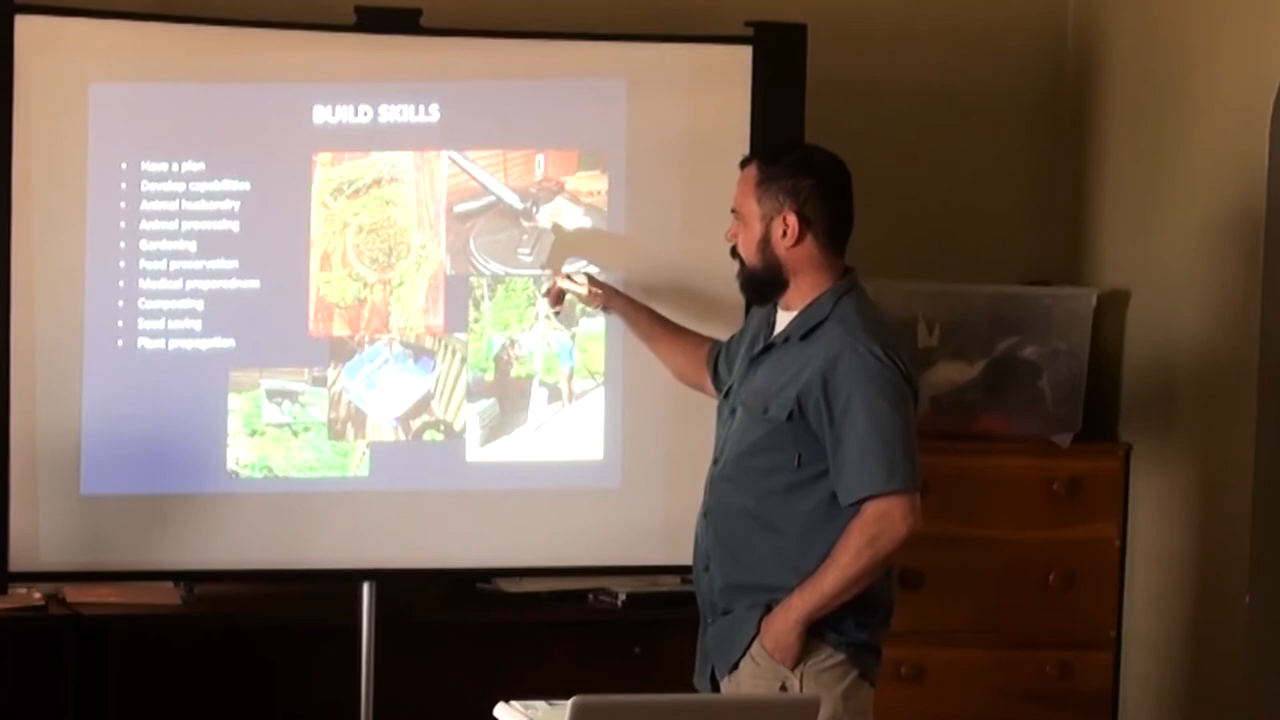 BUILD SKILLS
Have a plan
Develop capabilities
Animal husbandry
Animal processing
Gardening
Food preservation
Medical preparedness
Composting
Seed saving
Plant propagation